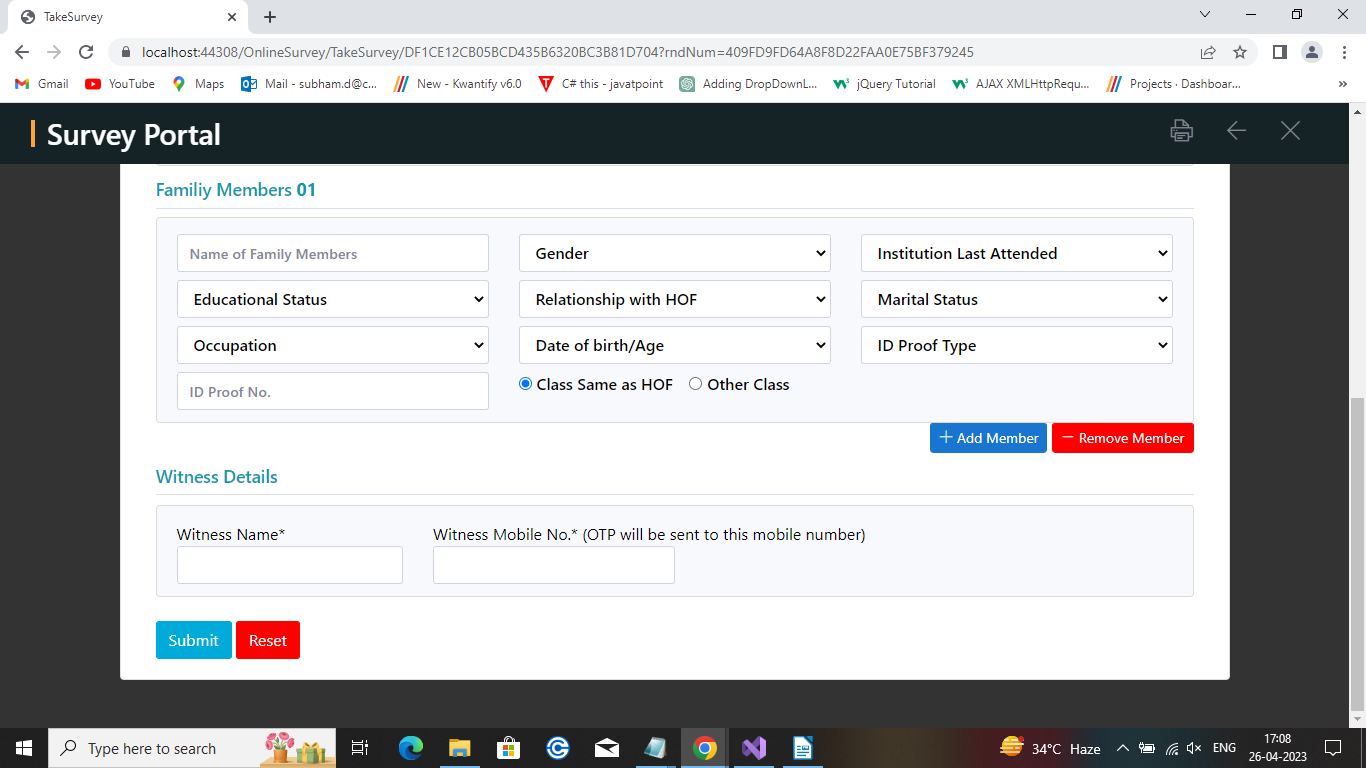 TakeSurvey
localhost:44308/OnlineSurvey/TakeSurvey/DF1CE12CB05BCD435B6320BC3B81D704?rndNum=409FD9FD64A8F8D22FAA0E75BF379245
Gmail YouTube Maps Mail - subham.d@c... New - Kwantify v6.0 C# this - javatpoint Adding DropDownL... jQuery Tutorial AJAX XMLHttpRequ... Projects · Dashboar... »
Survey Portal
Familiy Members 01
Name of Family Members Gender Institution Last Attended
Educational Status Relationship with HOF Marital Status
Occupation Date of birth/Age ID Proof Type
ID Proof No. Class Same as HOF Other Class
+ Add Member − Remove Member
Witness Details
Witness Name* Witness Mobile No.* (OTP will be sent to this mobile number)
Submit Reset
Type here to search 34°C Haze ENG 17:08
26-04-2023